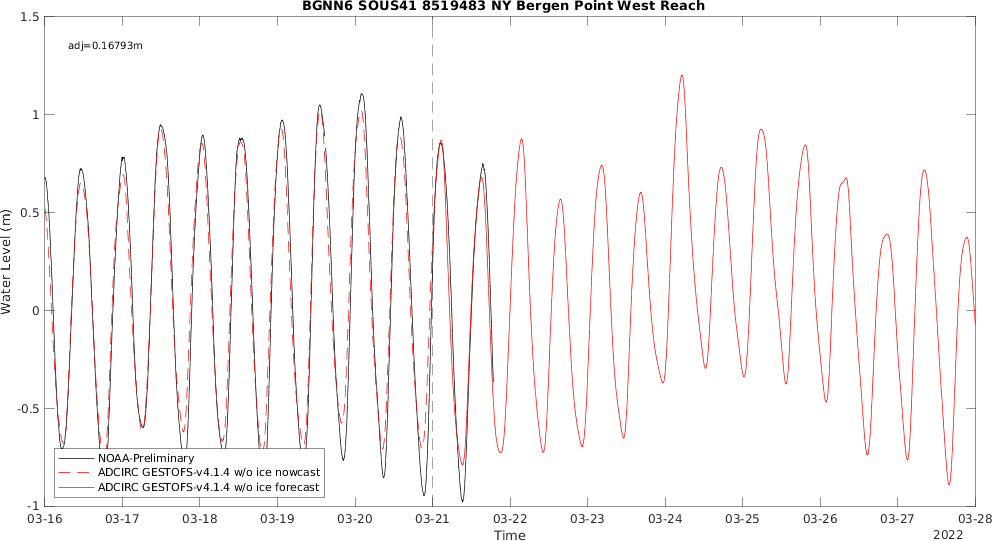 BGNN6 SOUS41 8519483 NY Bergen Point West Reach
adj=0.16793m
1.5
1
0.5
0
-0.5
-1
Water Level (m)
NOAA-Preliminary
ADCIRC GESTOFS-v4.1.4 w/o ice nowcast
ADCIRC GESTOFS-v4.1.4 w/o ice forecast
03-16 03-17 03-18 03-19 03-20 03-21 03-22 03-23 03-24 03-25 03-26 03-27 03-28
Time
2022